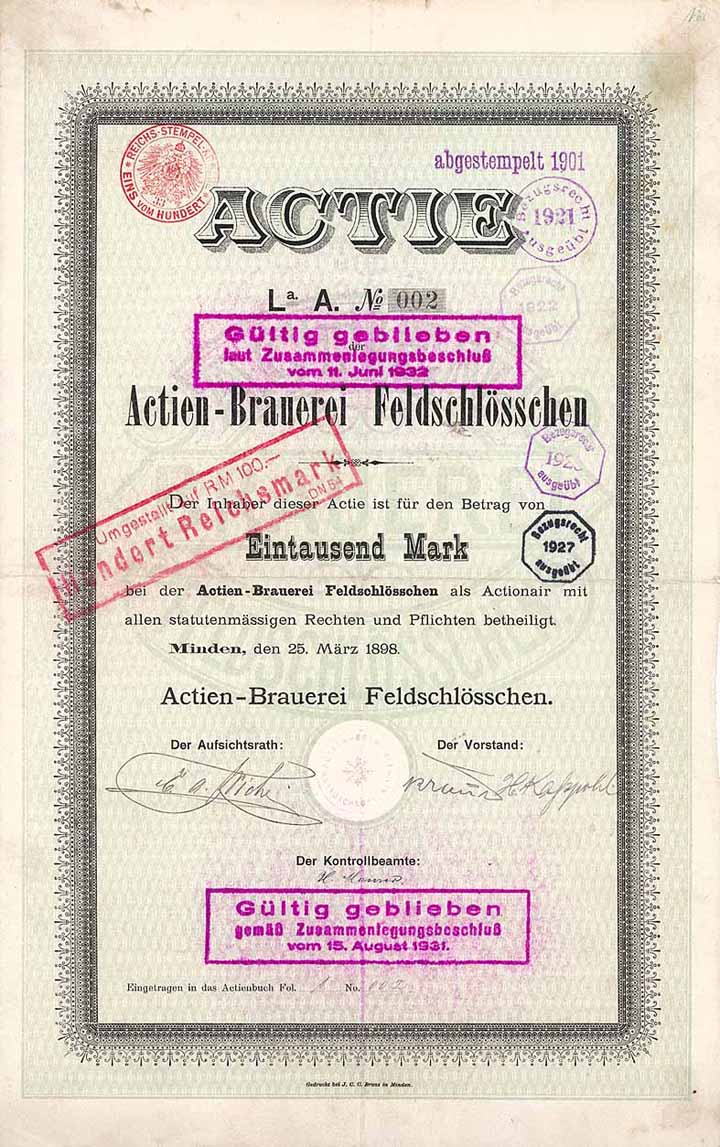 REICHS-STEMPEL-A
EINS VOM HUNDERT
33
abgestempelt 1901
ACTIE
Bezugsrecht
1921
ausgeübt
La. A. № 002
Bezugsrecht
1922
ausgeübt
Gültig geblieben
der
laut Zusammenlegungsbeschluß
vom 11. Juni 1932
Actien-Brauerei Feldschlösschen
Bezugsrecht
ausgeübt
Umgestellt auf RM 100.—
Hundert Reichsmark
DN 54
Der Inhaber dieser Actie ist für den Betrag von
Eintausend Mark
Bezugsrecht
1927
ausgeübt
bei der Actien-Brauerei Feldschlösschen als Actionair mit
allen statutenmässigen Rechten und Pflichten betheiligt.
Minden, den 25. März 1898.
Actien-Brauerei Feldschlösschen.
Der Aufsichtsrath: Der Vorstand:
Der Kontrollbeamte:
Gültig geblieben
gemäß Zusammenlegungsbeschluß
vom 15. August 1931.
Eingetragen in das Actienbuch Fol. 1 No. 002
Gedruckt bei J. C. C. Bruns in Minden.